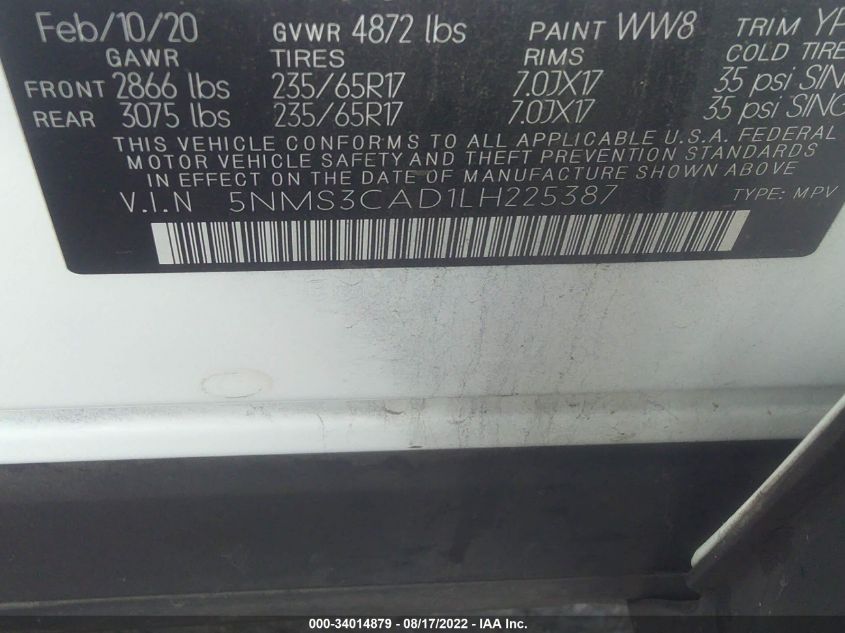 Feb/10/20 GVWR 4872 lbs PAINT WW8 TRIM
GAWR TIRES RIMS COLD TIRE
FRONT 2866 lbs 235/65R17 7.0JX17 35 psi
REAR 3075 lbs 235/65R17 7.0JX17 35 psi
THIS VEHICLE CONFORMS TO ALL APPLICABLE U.S.A. FEDERAL
MOTOR VEHICLE SAFETY AND THEFT PREVENTION STANDARDS
IN EFFECT ON THE DATE OF MANUFACTURE SHOWN ABOVE
V.I.N 5NMS3CAD1LH225387 TYPE: MPV
000-34014879 - 08/17/2022 - IAA Inc.